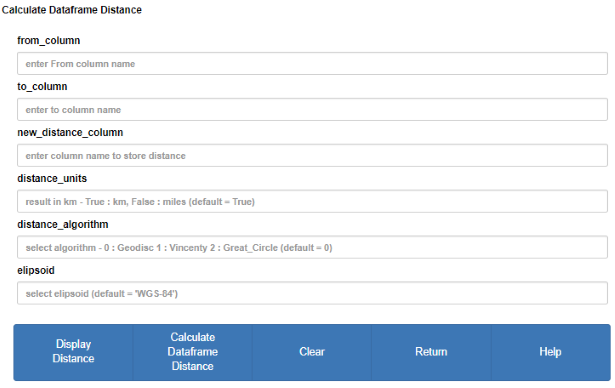 Calculate Dataframe Distance
from_column
enter From column name
to_column
enter to column name
new_distance_column
enter column name to store distance
distance_units
result in km - True : km, False : miles (default = True)
distance_algorithm
select algorithm - 0 : Geodisc 1 : Vincenty 2 : Great_Circle (default = 0)
elipsoid
select elipsoid (default = 'WGS-84')
Display
Distance
Calculate
Dataframe
Distance
Clear
Return
Help